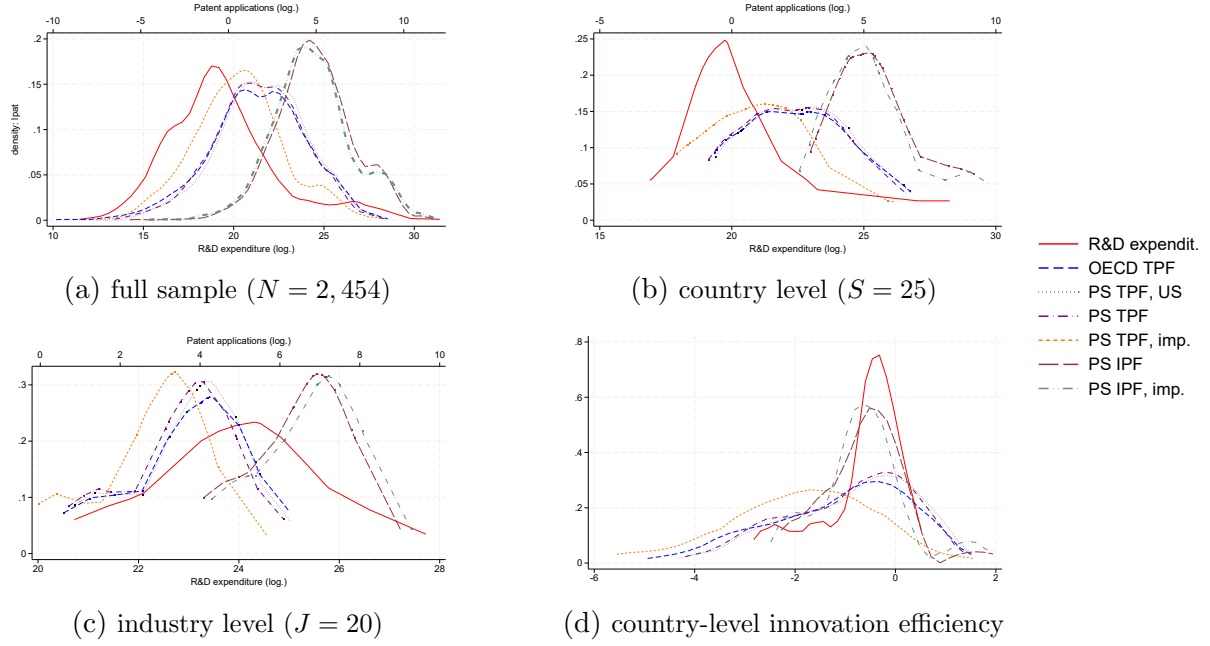 Patent applications (log.)
-10 -5 0 5 10
density: lpat
.2
.15
.1
.05
0
10 15 20 25 30
R&D expenditure (log.)
(a) full sample (N = 2, 454)
Patent applications (log.)
-5 0 5 10
.25
.2
.15
.1
.05
0
15 20 25 30
R&D expenditure (log.)
(b) country level (S = 25)
R&D expendit.
OECD TPF
PS TPF, US
PS TPF
PS TPF, imp.
PS IPF
PS IPF, imp.
Patent applications (log.)
0 2 4 6 8 10
.3
.2
.1
0
20 22 24 26 28
R&D expenditure (log.)
(c) industry level (J = 20)
.8
.6
.4
.2
0
-6 -4 -2 0 2
(d) country-level innovation efficiency